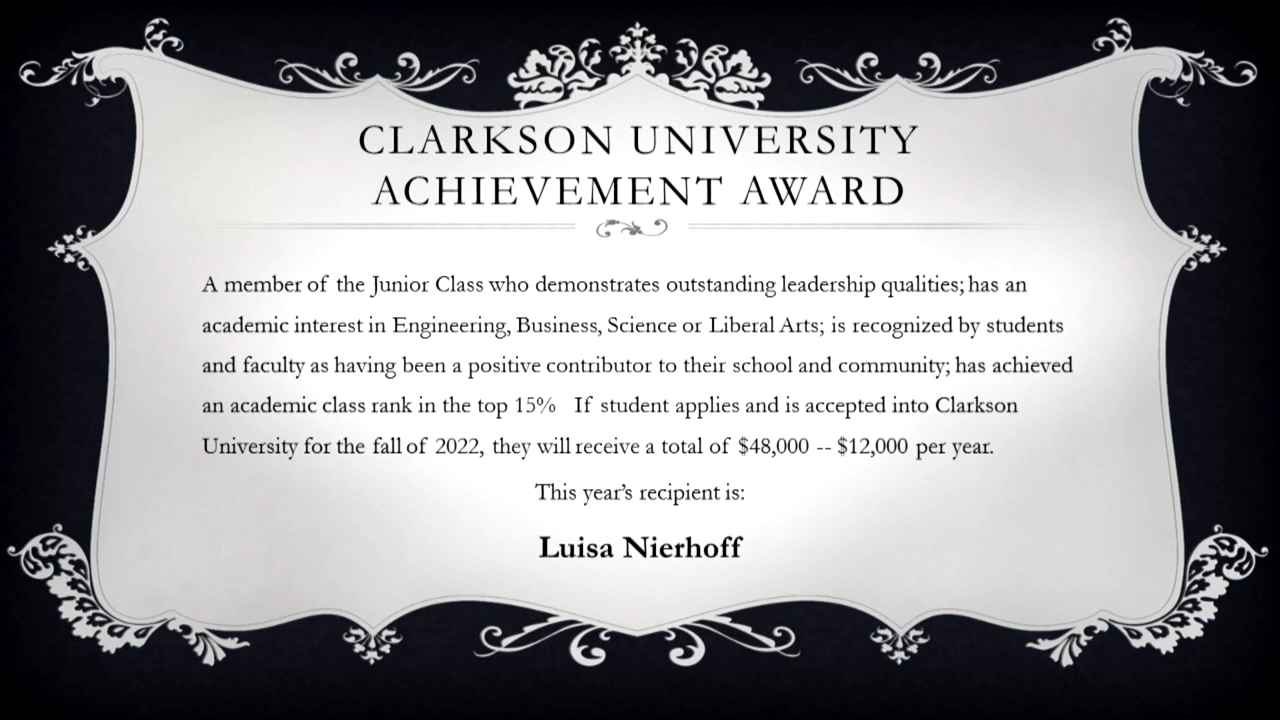 CLARKSON UNIVERSITY
ACHIEVEMENT AWARD
A member of the Junior Class who demonstrates outstanding leadership qualities; has an
academic interest in Engineering, Business, Science or Liberal Arts; is recognized by students
and faculty as having been a positive contributor to their school and community; has achieved
an academic class rank in the top 15%   If student applies and is accepted into Clarkson
University for the fall of 2022, they will receive a total of $48,000 -- $12,000 per year.
This year’s recipient is:
Luisa Nierhoff